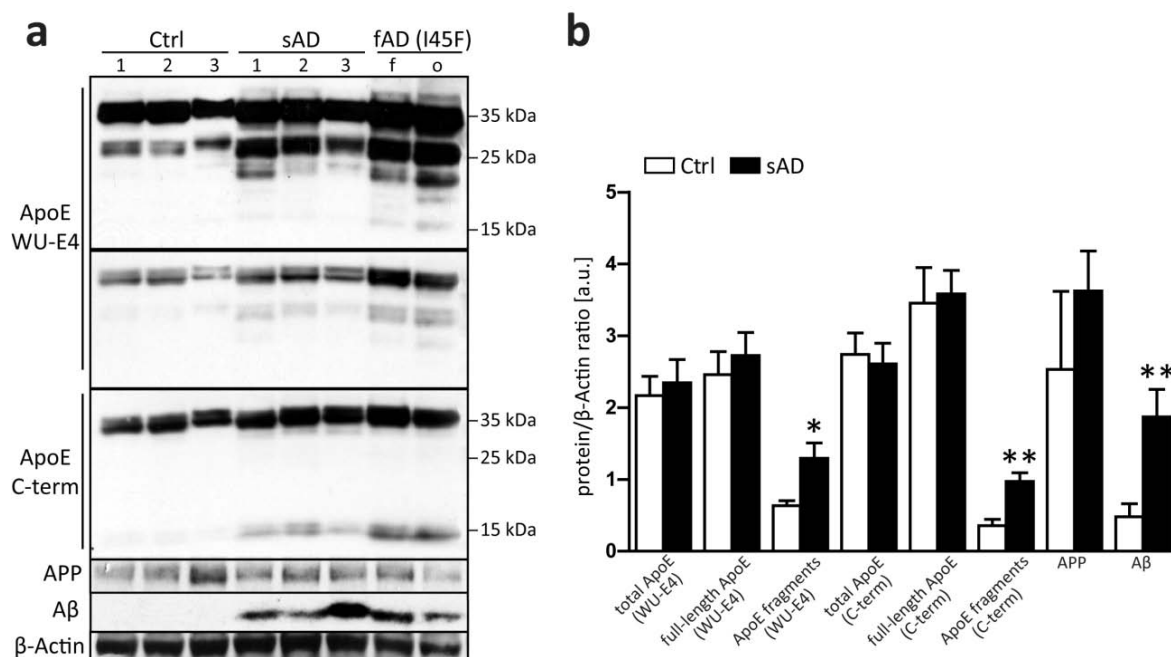 a
Ctrl sAD fAD (I45F)
1 2 3 1 2 3 f o
ApoE
WU-E4
35 kDa
25 kDa
15 kDa
ApoE
C-term
35 kDa
25 kDa
15 kDa
APP
Aβ
β-Actin
b
Ctrl sAD
protein/β-Actin ratio [a.u.]
5
4
3
2
1
0
*
**
**
total ApoE
(WU-E4)
full-length ApoE
(WU-E4)
ApoE fragments
(WU-E4)
total ApoE
(C-term)
full-length ApoE
(C-term)
ApoE fragments
(C-term)
APP
Aβ